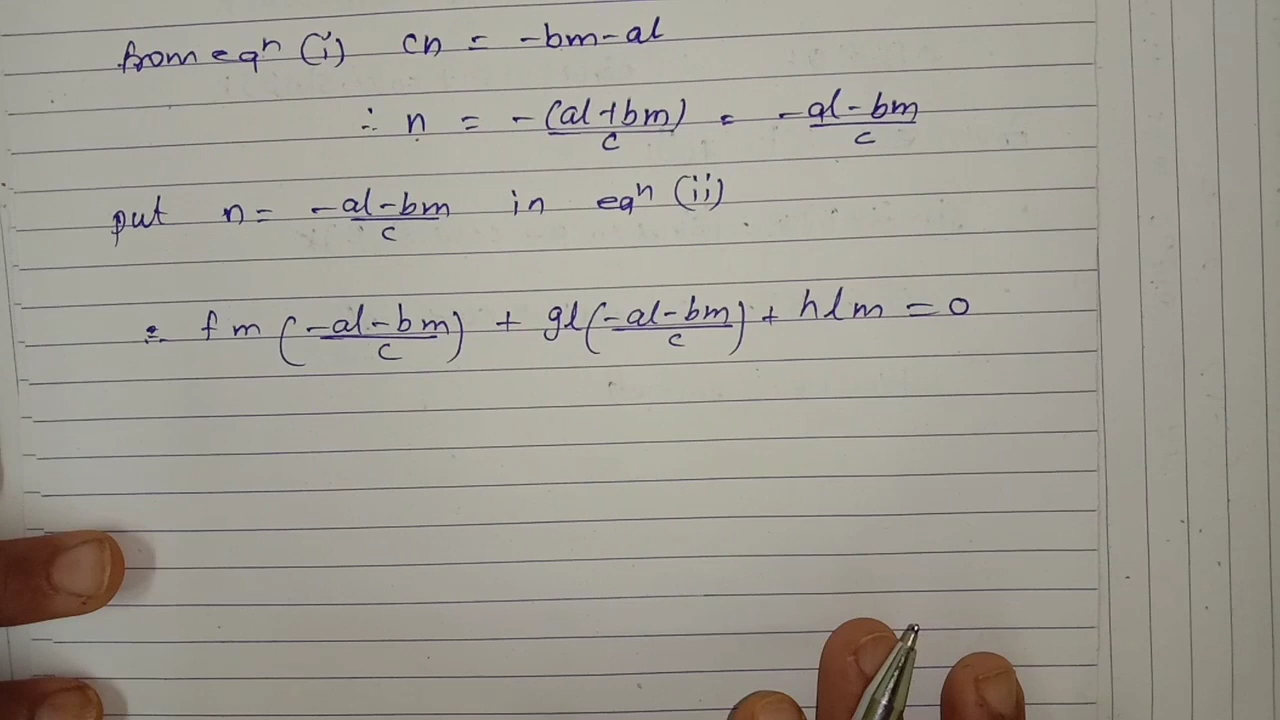 from eqⁿ (i) cn = -bm-al
∴ n = -(al+bm)/c = -al-bm/c
put n = -al-bm/c in eqⁿ (ii)
∴ fm(-al-bm/c) + gl(-al-bm/c) + hlm = 0